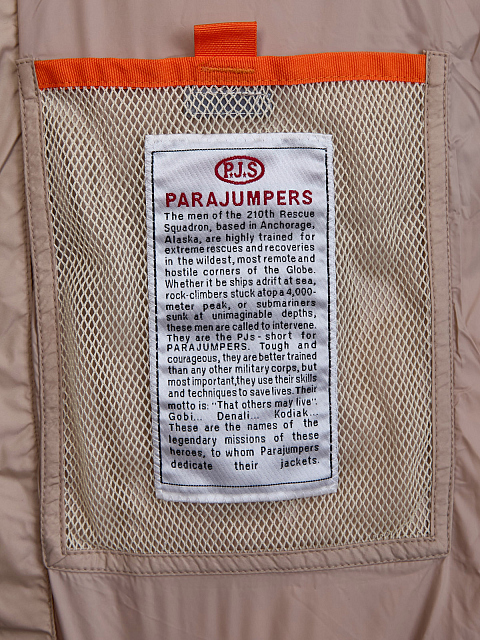 P.J.S
PARAJUMPERS
The men of the 210th Rescue
Squadron, based in Anchorage,
Alaska, are highly trained for
extreme rescues and recoveries
in the wildest, most remote and
hostile corners of the Globe.
Whether it be ships adrift at sea,
rock-climbers stuck atop a 4,000-
meter peak, or submariners
sunk at unimaginable depths,
these men are called to intervene.
They are the PJs - short for
PARAJUMPERS. Tough and
courageous, they are better trained
than any other military corps, but
most important,they use their skills
and techniques to save lives. Their
motto is: "That others may live".
Gobi... Denali... Kodiak...
These are the names of the
legendary missions of these
heroes, to whom Parajumpers
dedicate their jackets.